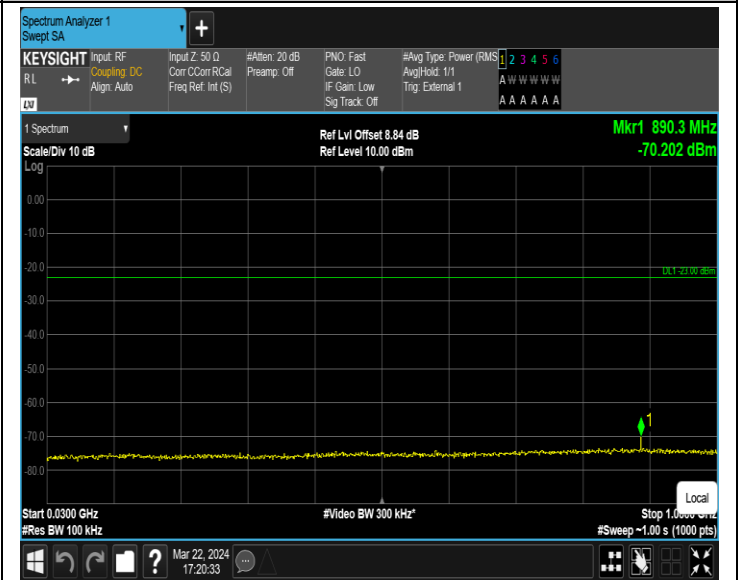 Spectrum Analyzer 1
Swept SA
+
KEYSIGHT
RL
LXI
Input: RF
Coupling: DC
Align: Auto
Input Z: 50 Ω
Corr CCorr RCal
Freq Ref: Int (S)
#Atten: 20 dB
Preamp: Off
PNO: Fast
Gate: LO
IF Gain: Low
Sig Track: Off
#Avg Type: Power (RMS
Avg|Hold: 1/1
Trig: External 1
1 2 3 4 5 6
A W W W W W
A A A A A A
1 Spectrum
Scale/Div 10 dB
Log
Ref Lvl Offset 8.84 dB
Ref Level 10.00 dBm
Mkr1 890.3 MHz
-70.202 dBm
0.00
-10.0
-20.0
DL1 -23.00 dBm
-30.0
-40.0
-50.0
-60.0
1
-70.0
-80.0
Local
Start 0.0300 GHz
#Res BW 100 kHz
#Video BW 300 kHz*
Stop 1.0000 GHz
#Sweep ~1.00 s (1000 pts)
?
Mar 22, 2024
17:20:33